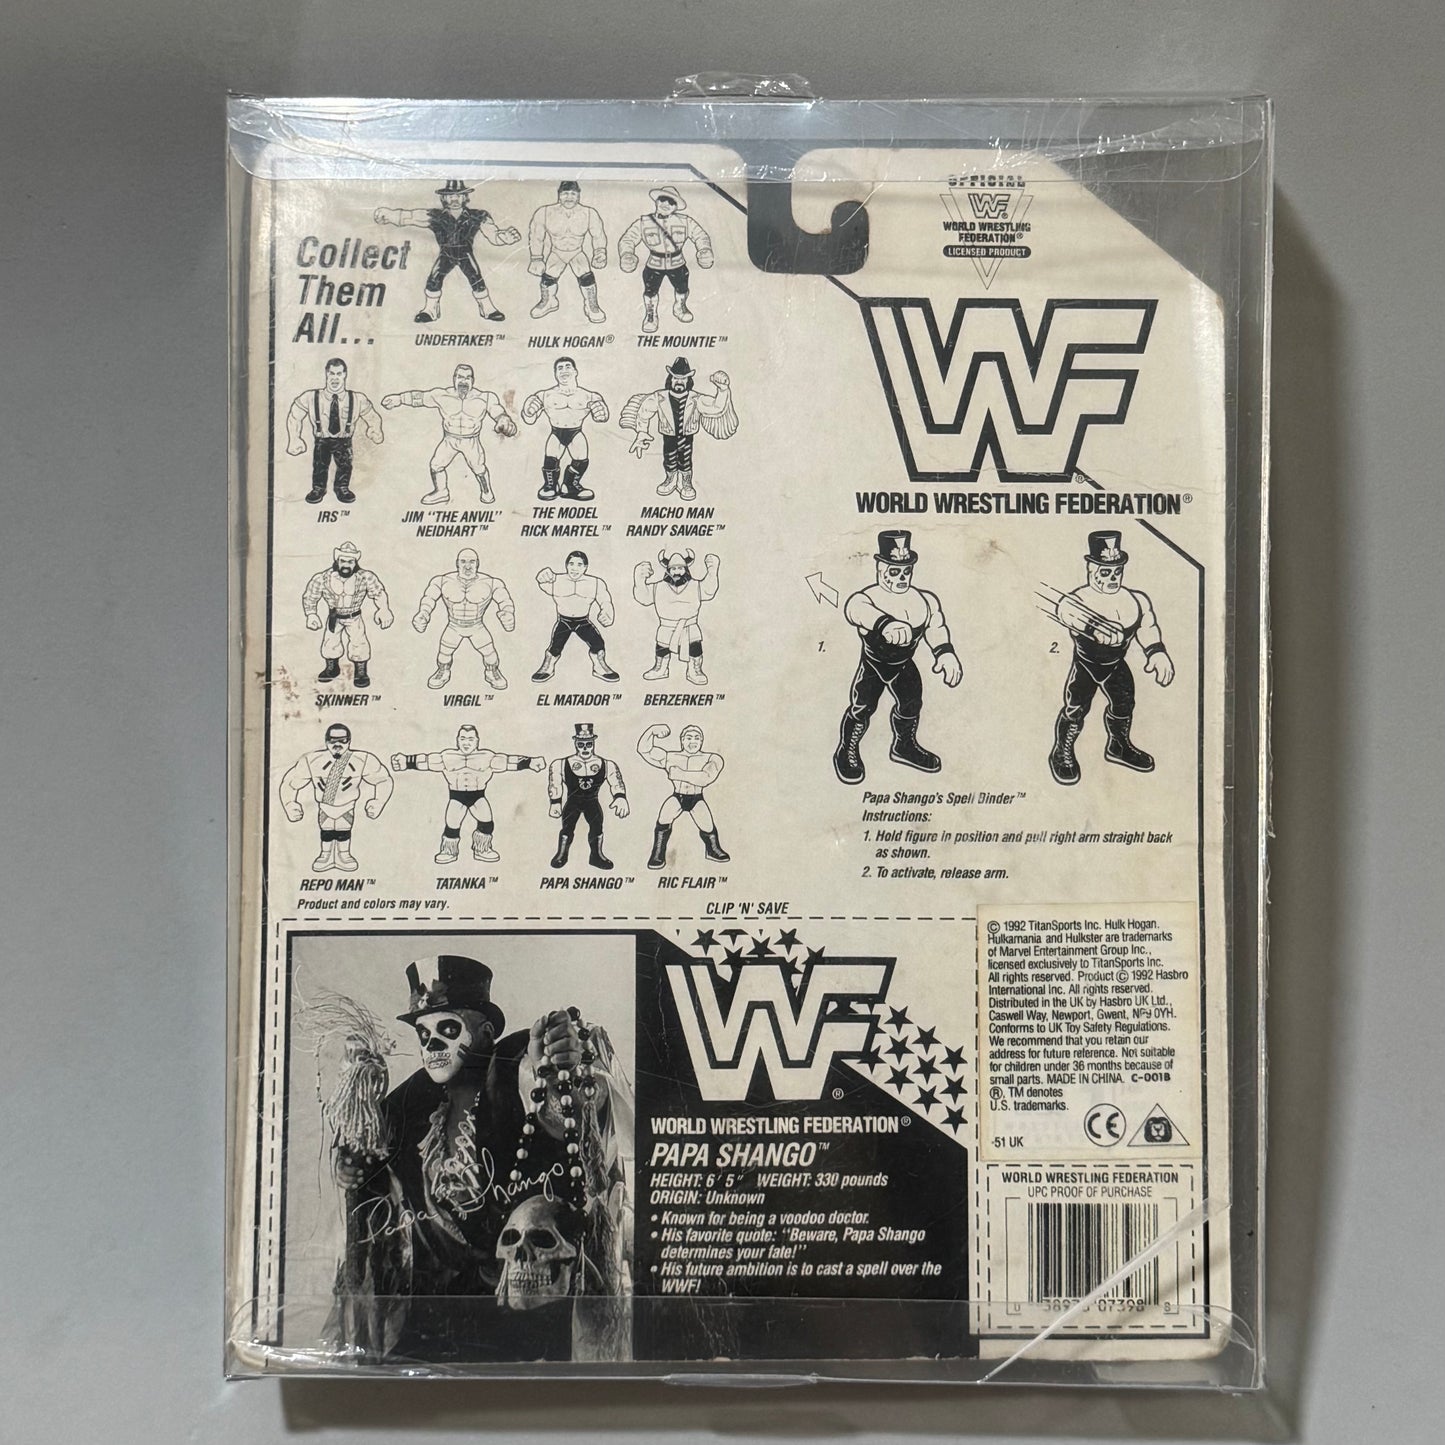 Collect
Them
All...
UNDERTAKER™
HULK HOGAN®
THE MOUNTIE™
IRS™
JIM "THE ANVIL"
NEIDHART™
THE MODEL
RICK MARTEL™
MACHO MAN
RANDY SAVAGE™
SKINNER™
VIRGIL™
EL MATADOR™
BERZERKER™
REPO MAN™
TATANKA™
PAPA SHANGO™
RIC FLAIR™
Product and colors may vary.
OFFICIAL
WF®
WORLD WRESTLING
FEDERATION®
LICENSED PRODUCT
WF®
WORLD WRESTLING FEDERATION®
1.
2.
Papa Shango's Spell Binder™
Instructions:
1. Hold figure in position and pull right arm straight back
as shown.
2. To activate, release arm.
CLIP 'N' SAVE
Papa Shango
WF®
WORLD WRESTLING FEDERATION®
PAPA SHANGO™
HEIGHT: 6' 5" WEIGHT: 330 pounds
ORIGIN: Unknown
• Known for being a voodoo doctor.
• His favorite quote: "Beware, Papa Shango
determines your fate!"
• His future ambition is to cast a spell over the
WWF!
© 1992 TitanSports Inc. Hulk Hogan.
Hulkamania and Hulkster are trademarks
of Marvel Entertainment Group Inc.,
licensed exclusively to TitanSports Inc.
All rights reserved. Product © 1992 Hasbro
International Inc. All rights reserved.
Distributed in the UK by Hasbro UK Ltd.,
Caswell Way, Newport, Gwent, 0YH.
Conforms to UK Toy Safety Regulations.
We recommend that you retain our
address for future reference. Not suitable
for children under 36 months because of
small parts. MADE IN CHINA. C-001B
®, TM denotes
U.S. trademarks.
-51 UK
CE
WORLD WRESTLING FEDERATION
UPC PROOF OF PURCHASE
0 07398